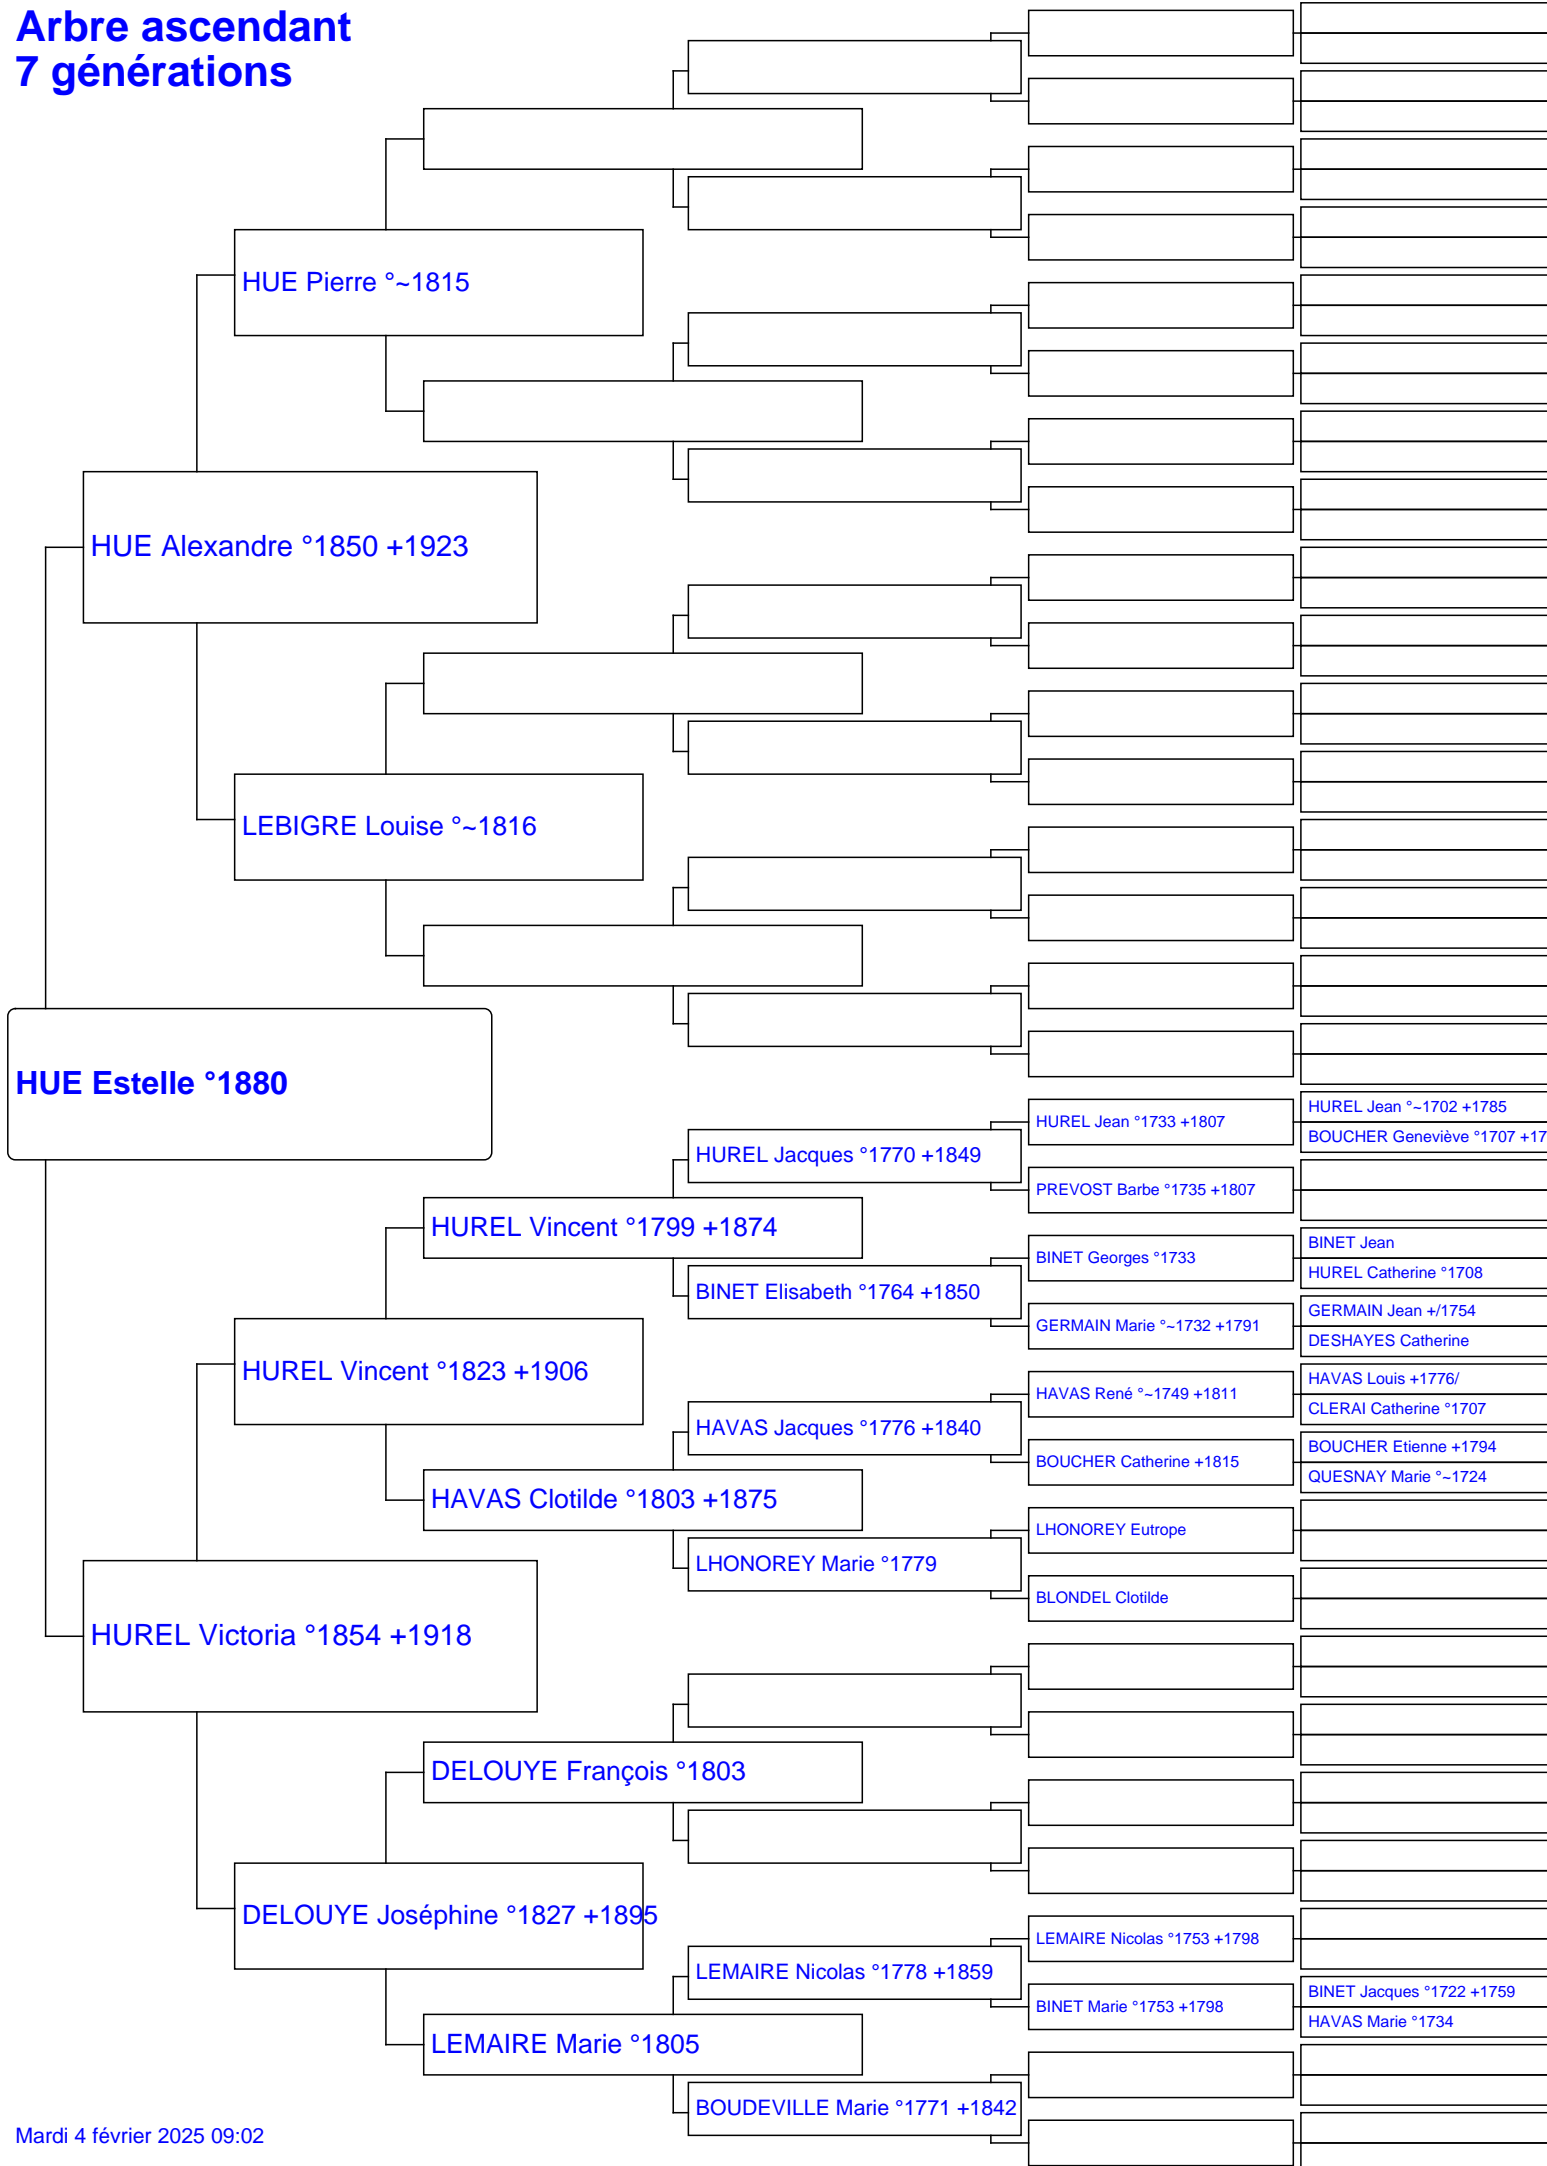 Arbre ascendant
7 générations
HUE Pierre °~1815
HUE Alexandre °1850 +1923
LEBIGRE Louise °~1816
HUE Estelle °1880
HUREL Jean °~1702 +1785
HUREL Jean °1733 +1807
BOUCHER Geneviève °1707 +17
HUREL Jacques °1770 +1849
PREVOST Barbe °1735 +1807
HUREL Vincent °1799 +1874
BINET Jean
BINET Georges °1733
HUREL Catherine °1708
BINET Elisabeth °1764 +1850
GERMAIN Jean +/1754
GERMAIN Marie °~1732 +1791
DESHAYES Catherine
HUREL Vincent °1823 +1906
HAVAS Louis +1776/
HAVAS René °~1749 +1811
CLERAI Catherine °1707
HAVAS Jacques °1776 +1840
BOUCHER Etienne +1794
BOUCHER Catherine +1815
QUESNAY Marie °~1724
HAVAS Clotilde °1803 +1875
LHONOREY Eutrope
LHONOREY Marie °1779
BLONDEL Clotilde
HUREL Victoria °1854 +1918
DELOUYE François °1803
DELOUYE Joséphine °1827 +1895
LEMAIRE Nicolas °1753 +1798
LEMAIRE Nicolas °1778 +1859
BINET Jacques °1722 +1759
BINET Marie °1753 +1798
HAVAS Marie °1734
LEMAIRE Marie °1805
BOUDEVILLE Marie °1771 +1842
Mardi 4 février 2025 09:02